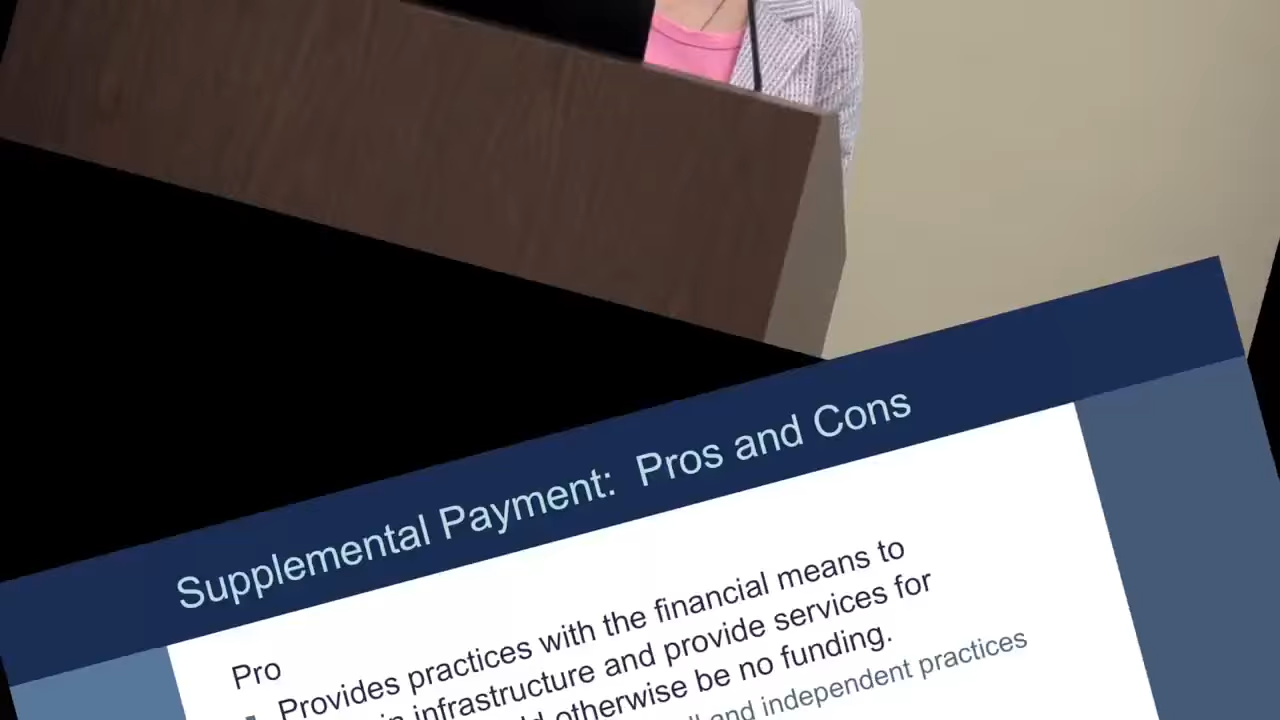 Supplemental Payment: Pros and Cons
Pro
Provides practices with the financial means to
in infrastructure and provide services for
otherwise be no funding.
and independent practices